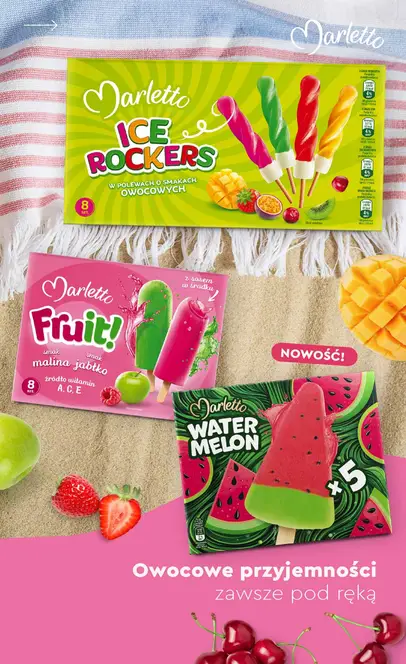 Marletto
Marletto
ICE
ROCKERS
W POLEWACH O SMAKACH
OWOCOWYCH
8
Marletto
z sosem
w środku
Fruit!
smak
malina
smak
jabłko
źródło witamin
A, C, E
8
NOWOŚĆ!
Marletto
WATER
MELON
x5
Owocowe przyjemności
zawsze pod ręką